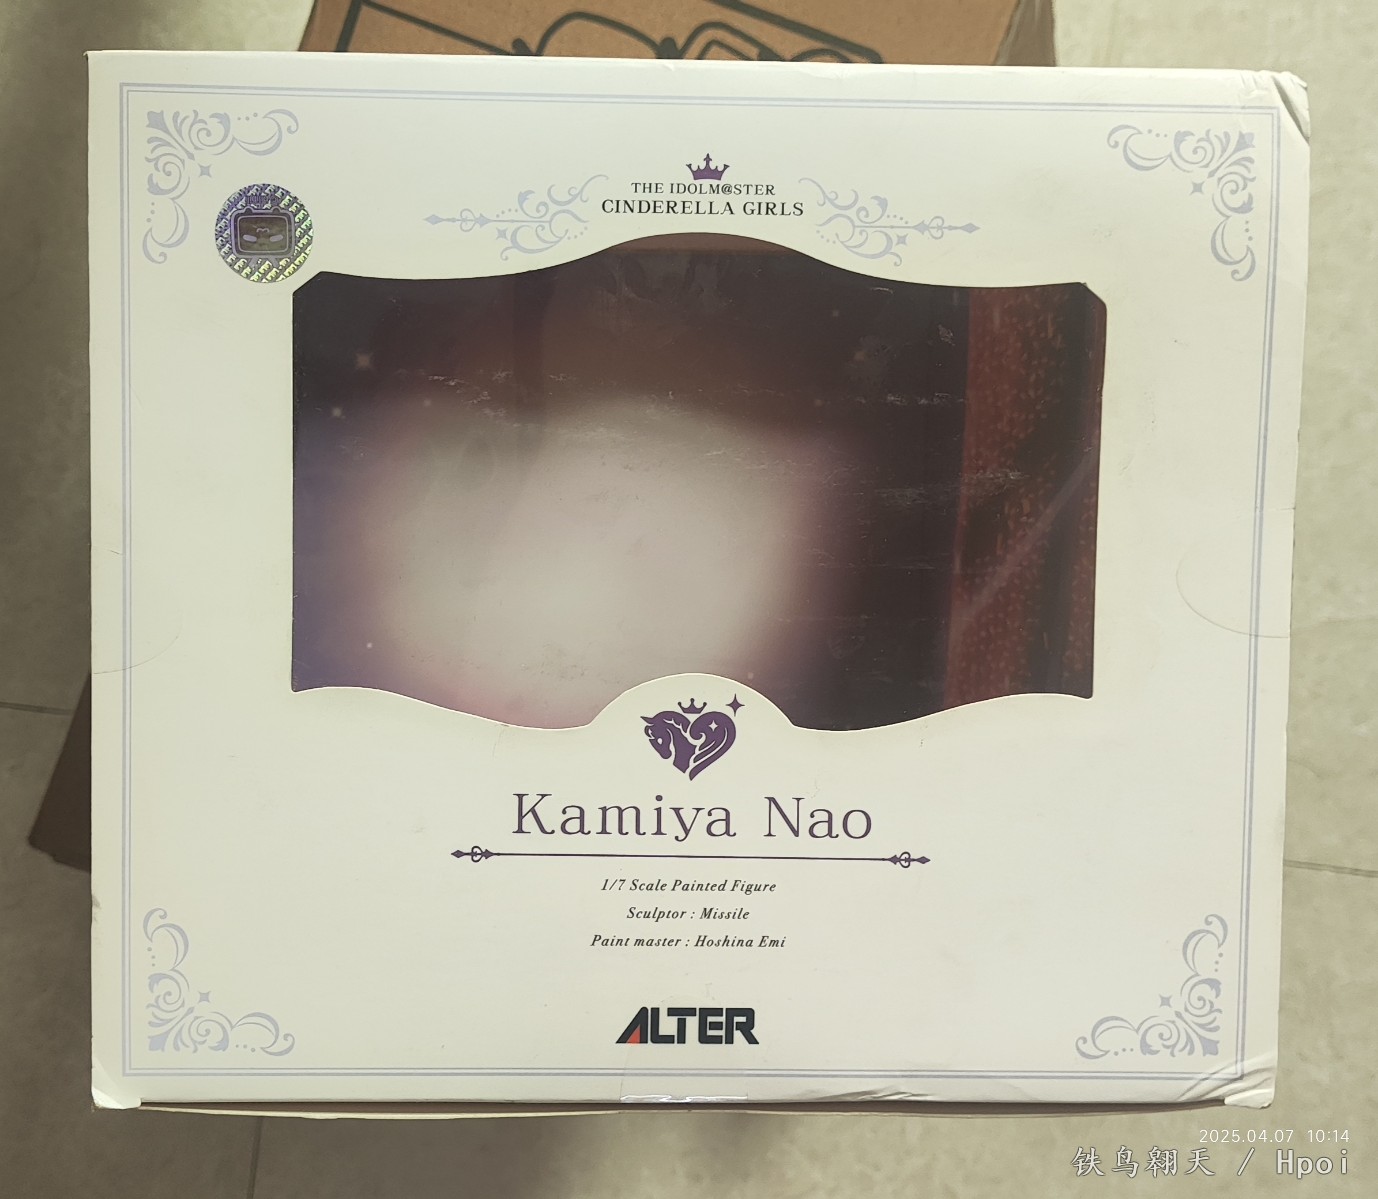 THE IDOLM@STER
CINDERELLA GIRLS
Kamiya Nao
1/7 Scale Painted Figure
Sculptor : Missile
Paint master : Hoshina Emi
ALTER
2025.04.07 10:14
铁鸟翱天 / Hpoi